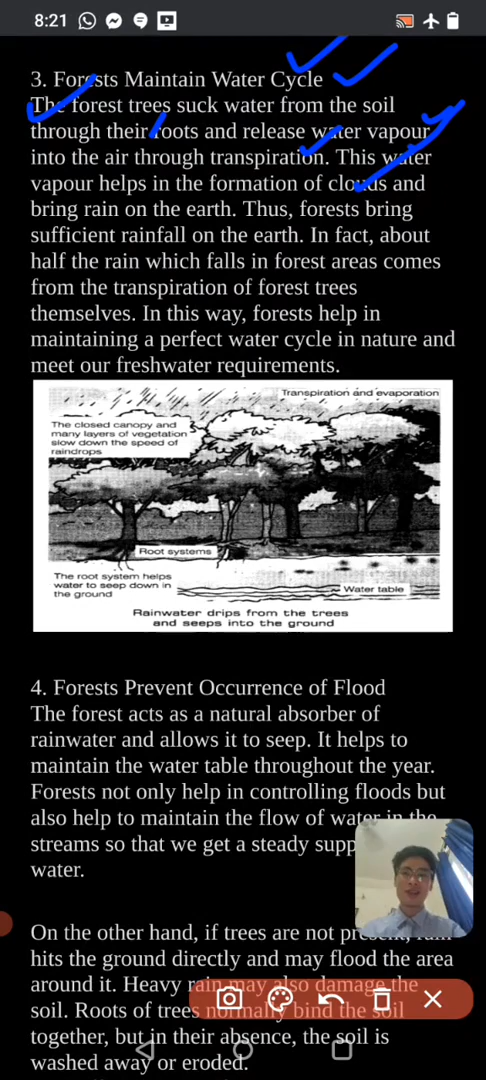 8:21
3. Forests Maintain Water Cycle
The forest trees suck water from the soil
through their roots and release water vapour
into the air through transpiration. This water
vapour helps in the formation of clouds and
bring rain on the earth. Thus, forests bring
sufficient rainfall on the earth. In fact, about
half the rain which falls in forest areas comes
from the transpiration of forest trees
themselves. In this way, forests help in
maintaining a perfect water cycle in nature and
meet our freshwater requirements.
Transpiration and evaporation
The closed canopy and
many layers of vegetation
slow down the speed of
raindrops
Root systems
The root system helps
water to seep down in
the ground
Water table
Rainwater drips from the trees
and seeps into the ground
4. Forests Prevent Occurrence of Flood
The forest acts as a natural absorber of
rainwater and allows it to seep. It helps to
maintain the water table throughout the year.
Forests not only help in controlling floods but
also help to maintain the flow of water in the
streams so that we get a steady
water.
On the other hand, if trees are not present, rain
hits the ground directly and may flood the area
around it. Heavy rain may also damage the
soil. Roots of trees normally bind the soil
together, but in their absence, the soil is
washed away or eroded.